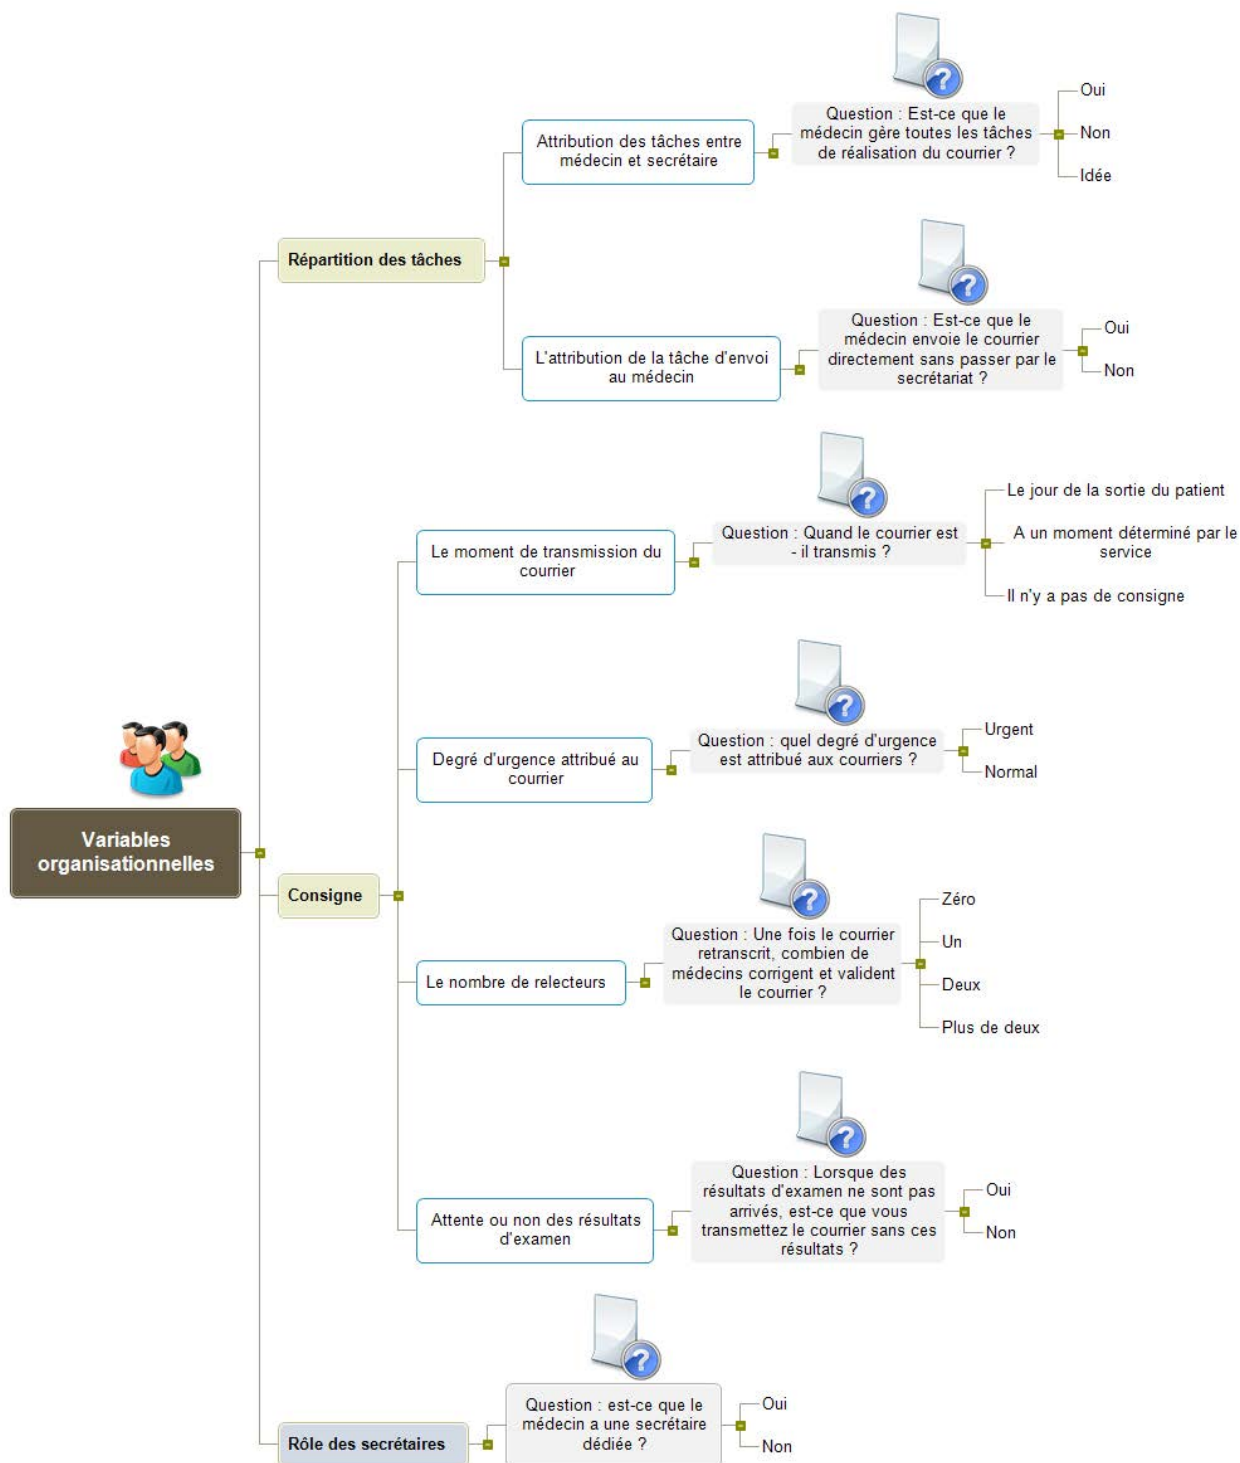 Question : Est-ce que le
médecin gère toutes les tâches
de réalisation du courrier ?
Oui
Non
Idée
Attribution des tâches entre
médecin et secrétaire
Répartition des tâches
Question : Est-ce que le
médecin envoie le courrier
directement sans passer par le
secrétariat ?
Oui
Non
L'attribution de la tâche d'envoi
au médecin
Le moment de transmission du
courrier
Question : Quand le courrier est
- il transmis ?
Le jour de la sortie du patient
A un moment déterminé par le
service
Il n'y a pas de consigne
Degré d'urgence attribué au
courrier
Question : quel degré d'urgence
est attribué aux courriers ?
Urgent
Normal
Variables
organisationnelles
Consigne
Le nombre de relecteurs
Question : Une fois le courrier
retranscrit, combien de
médecins corrigent et valident
le courrier ?
Zéro
Un
Deux
Plus de deux
Attente ou non des résultats
d'examen
Question : Lorsque des
résultats d'examen ne sont pas
arrivés, est-ce que vous
transmettez le courrier sans ces
résultats ?
Oui
Non
Rôle des secrétaires
Question : est-ce que le
médecin a une secrétaire
dédiée ?
Oui
Non